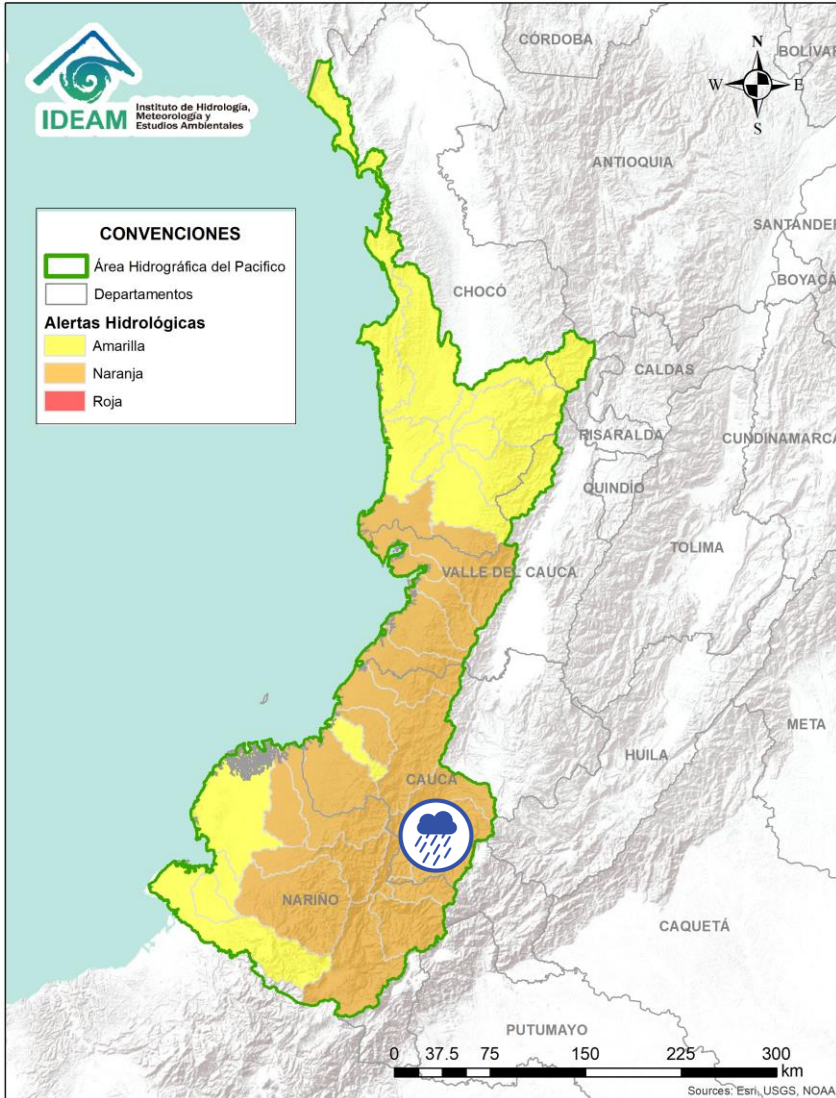 IDEAM
Instituto de Hidrología,
Meteorología y
Estudios Ambientales
N
W E
S
CÓRDOBA
BOLÍVAR
ANTIOQUIA
SANTANDER
BOYACÁ
CHOCÓ
CALDAS
RISARALDA
CUNDINAMARCA
QUINDÍO
TOLIMA
VALLE DEL CAUCA
META
HUILA
CAUCA
NARIÑO
CAQUETÁ
PUTUMAYO
CONVENCIONES
Área Hidrográfica del Pacifico
Departamentos
Alertas Hidrológicas
Amarilla
Naranja
Roja
0 37.5 75 150 225 300
km
Sources: Esri, USGS, NOAA